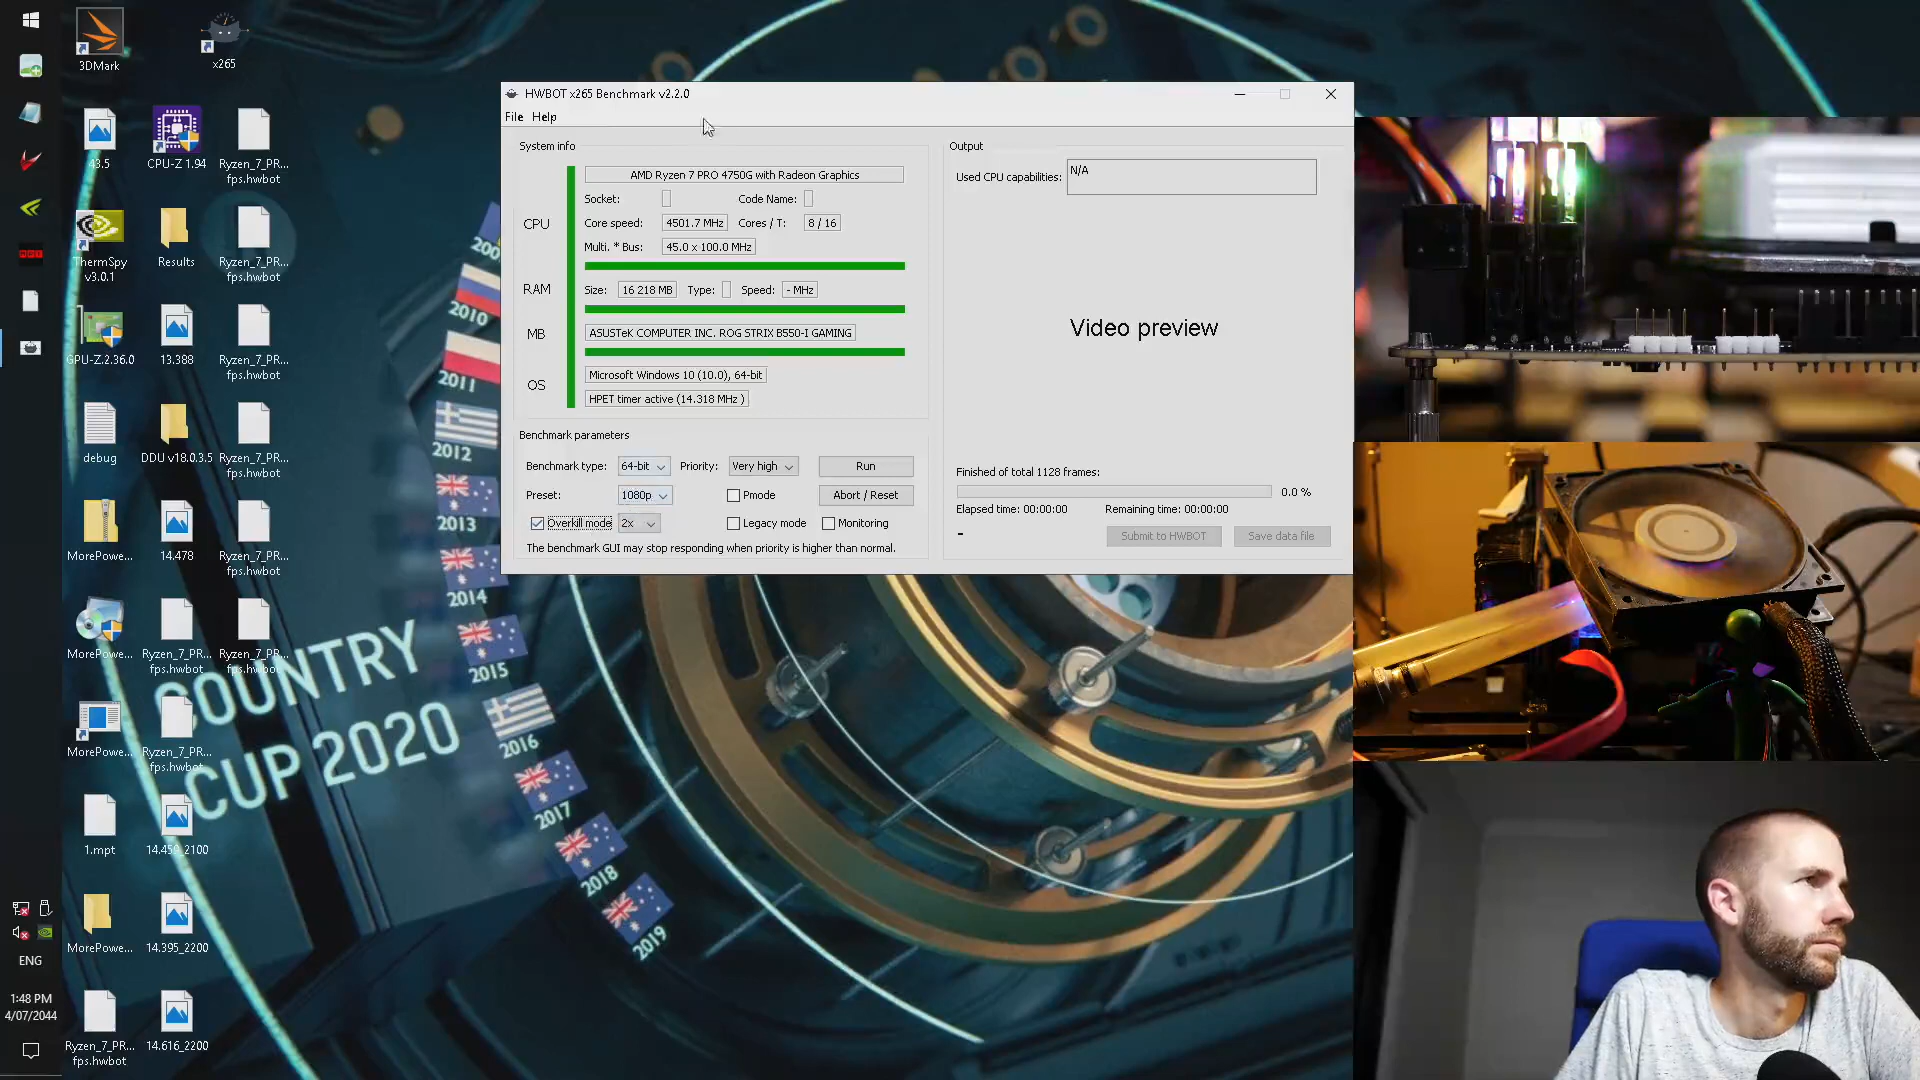 3DMark
x265
43.5
CPU-Z 1.94
Ryzen_7_PR...
fps.hwbot
ThermSpy
v3.0.1
Results
Ryzen_7_PR...
fps.hwbot
GPU-Z.2.36.0
13.388
Ryzen_7_PR...
fps.hwbot
debug
DDU v18.0.3.5
Ryzen_7_PR...
fps.hwbot
MorePowe...
14.478
Ryzen_7_PR...
fps.hwbot
MorePowe...
Ryzen_7_PR...
fps.hwbot
Ryzen_7_PR...
fps.hwbot
MorePowe...
Ryzen_7_PR...
fps.hwbot
1.mpt
14.459_2100
MorePowe...
14.395_2200
Ryzen_7_PR...
fps.hwbot
14.616_2200
ENG
1:48 PM
4/07/2044
HWBOT x265 Benchmark v2.2.0
File Help
System info
CPU
AMD Ryzen 7 PRO 4750G with Radeon Graphics
Socket: Code Name:
Core speed: 4501.7 MHz Cores / T: 8 / 16
Multi. * Bus: 45.0 x 100.0 MHz
RAM
Size: 16 218 MB Type: Speed: - MHz
MB
ASUSTeK COMPUTER INC. ROG STRIX B550-I GAMING
OS
Microsoft Windows 10 (10.0), 64-bit
HPET timer active (14.318 MHz )
Benchmark parameters
Benchmark type: 64-bit Priority: Very high Run
Preset: 1080p Pmode Abort / Reset
Overkill mode 2x Legacy mode Monitoring
The benchmark GUI may stop responding when priority is higher than normal.
Output
Used CPU capabilities: N/A
Video preview
Finished of total 1128 frames:
0.0 %
Elapsed time: 00:00:00 Remaining time: 00:00:00
-
Submit to HWBOT Save data file
2010
2011
2012
2013
2014
2015
2016
2017
2018
2019
COUNTRY
CUP 2020